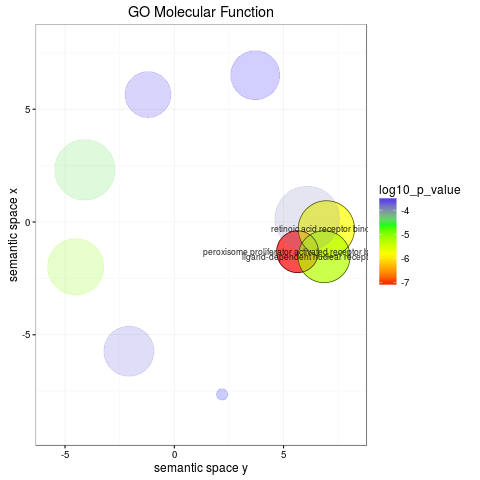 GO Molecular Function
semantic space x
5
0
-5
retinoic acid receptor binc
peroxisome proliferator activated receptor b
ligand-dependent nuclear recept
-5
0
5
semantic space y
log10_p_value
-4
-5
-6
-7